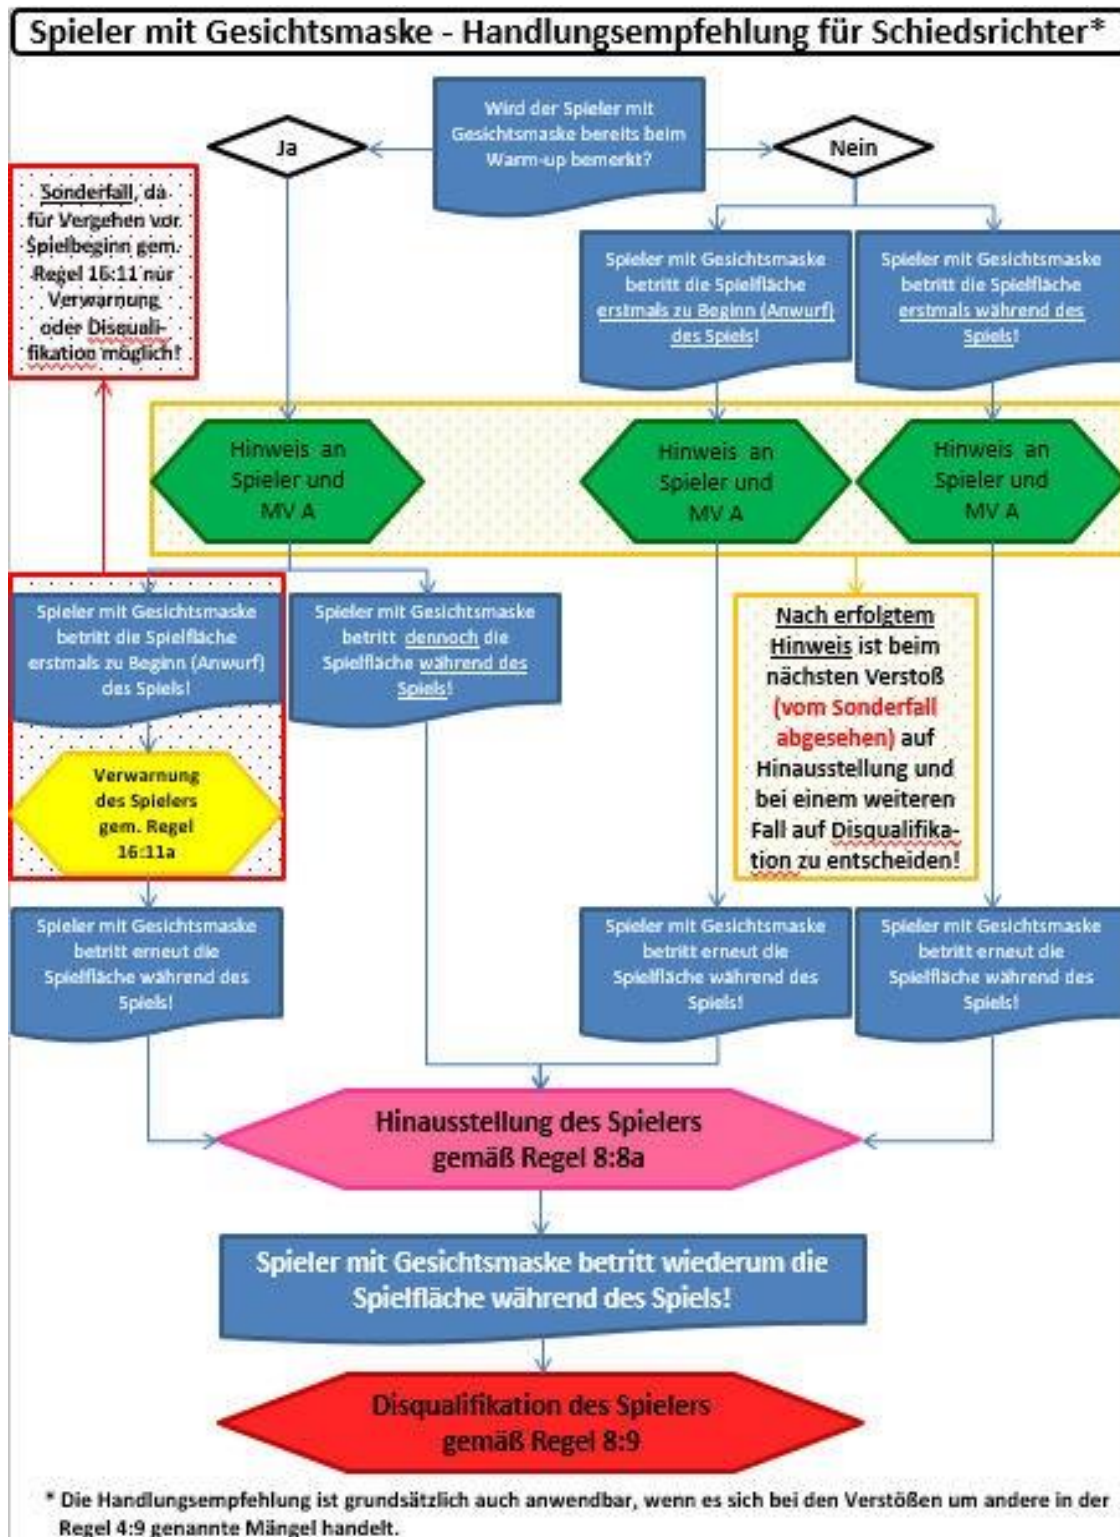 Spieler mit Gesichtsmaske - Handlungsempfehlung für Schiedsrichter*
Wird der Spieler mit
Gesichtsmaske bereits beim
Warm-up bemerkt?
Ja
Nein
Sonderfall, da
für Vergehen vor
Spielbeginn gem.
Regel 16:11 nur
Verwarnung
oder Disquali-
fikation möglich!
Spieler mit Gesichtsmaske
betritt die Spielfläche
erstmals zu Beginn (Anwurf)
des Spiels!
Spieler mit Gesichtsmaske
betritt die Spielfläche
erstmals während des
Spiels!
Hinweis an
Spieler und
MV A
Hinweis an
Spieler und
MV A
Hinweis an
Spieler und
MV A
Spieler mit Gesichtsmaske
betritt die Spielfläche
erstmals zu Beginn (Anwurf)
des Spiels!
Spieler mit Gesichtsmaske
betritt dennoch die
Spielfläche während des
Spiels!
Nach erfolgtem
Hinweis ist beim
nächsten Verstoß
(vom Sonderfall
abgesehen) auf
Hinausstellung und
bei einem weiteren
Fall auf Disqualifika-
tion zu entscheiden!
Verwarnung
des Spielers
gem. Regel
16:11a
Spieler mit Gesichtsmaske
betritt erneut die
Spielfläche während des
Spiels!
Spieler mit Gesichtsmaske
betritt erneut die
Spielfläche während des
Spiels!
Spieler mit Gesichtsmaske
betritt erneut die
Spielfläche während des
Spiels!
Hinausstellung des Spielers
gemäß Regel 8:8a
Spieler mit Gesichtsmaske betritt wiederum die
Spielfläche während des Spiels!
Disqualifikation des Spielers
gemäß Regel 8:9
* Die Handlungsempfehlung ist grundsätzlich auch anwendbar, wenn es sich bei den Verstößen um andere in der
Regel 4:9 genannte Mängel handelt.